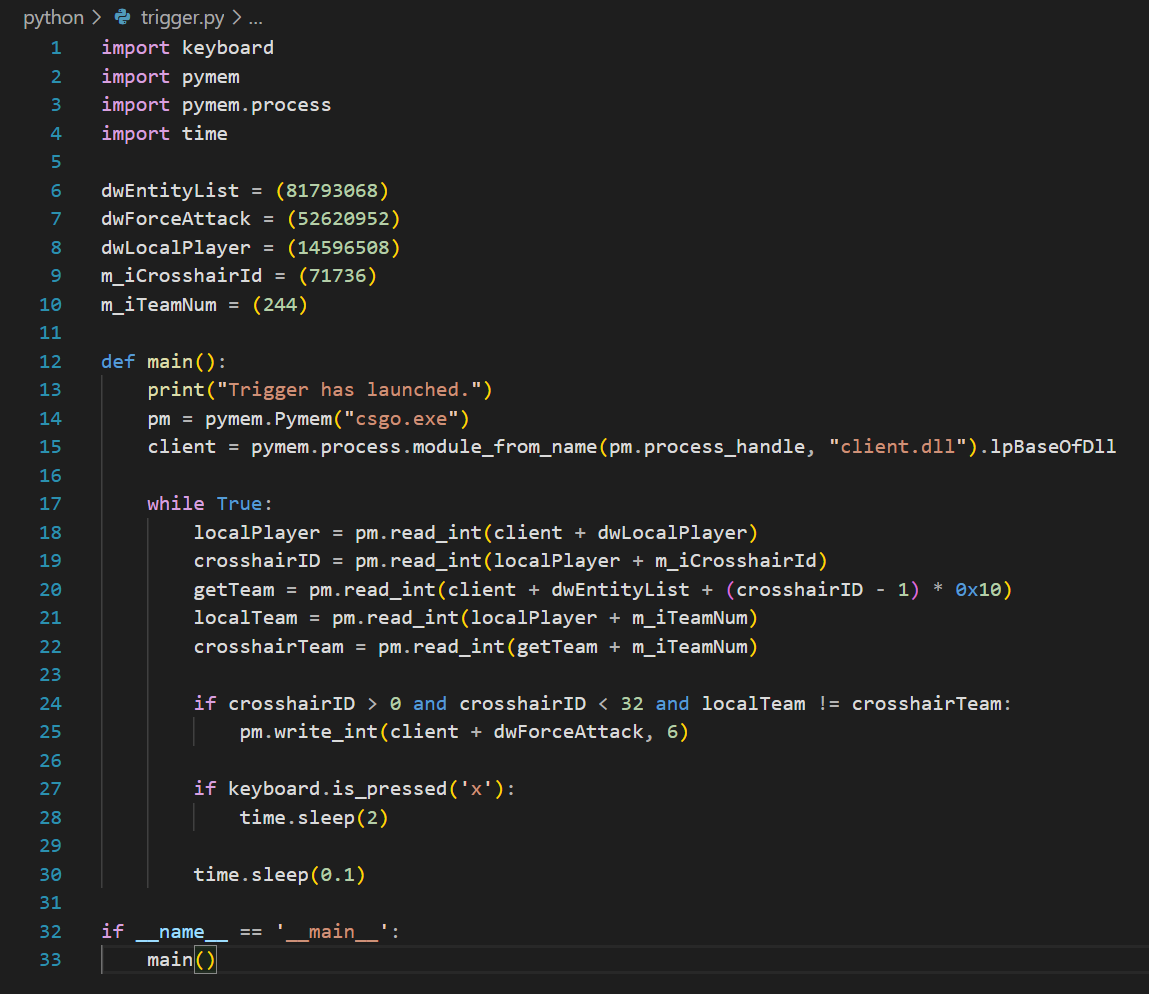 python > trigger.py > ...
1 import keyboard
2 import pymem
3 import pymem.process
4 import time
5
6 dwEntityList = (81793068)
7 dwForceAttack = (52620952)
8 dwLocalPlayer = (14596508)
9 m_iCrosshairId = (71736)
10 m_iTeamNum = (244)
11
12 def main():
13     print("Trigger has launched.")
14     pm = pymem.Pymem("csgo.exe")
15     client = pymem.process.module_from_name(pm.process_handle, "client.dll").lpBaseOfDll
16
17     while True:
18         localPlayer = pm.read_int(client + dwLocalPlayer)
19         crosshairID = pm.read_int(localPlayer + m_iCrosshairId)
20         getTeam = pm.read_int(client + dwEntityList + (crosshairID - 1) * 0x10)
21         localTeam = pm.read_int(localPlayer + m_iTeamNum)
22         crosshairTeam = pm.read_int(getTeam + m_iTeamNum)
23
24         if crosshairID > 0 and crosshairID < 32 and localTeam != crosshairTeam:
25             pm.write_int(client + dwForceAttack, 6)
26
27         if keyboard.is_pressed('x'):
28             time.sleep(2)
29
30         time.sleep(0.1)
31
32 if __name__ == '__main__':
33     main()